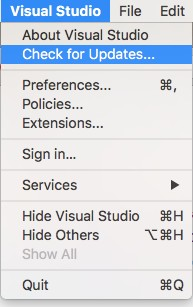 Visual Studio File Edit
About Visual Studio
Check for Updates...
Preferences... ⌘,
Policies...
Extensions...
Sign in...
Services ▶
Hide Visual Studio ⌘H
Hide Others ⌥⌘H
Show All
Quit ⌘Q